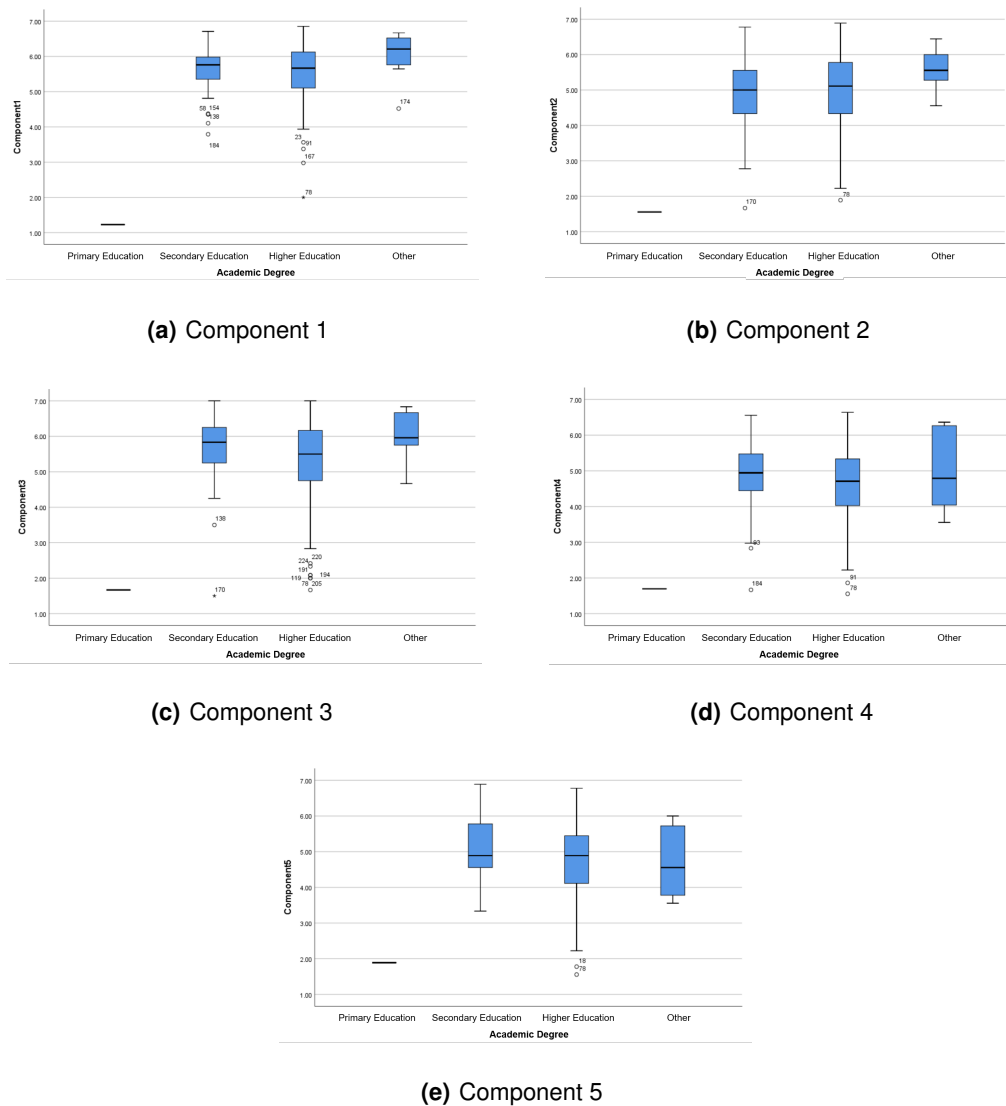 7.00
6.00
5.00
4.00
3.00
2.00
1.00
Component1
58 154
138
184
23
91
167
78
174
Primary Education Secondary Education Higher Education Other
Academic Degree
(a) Component 1
7.00
6.00
5.00
4.00
3.00
2.00
1.00
Component2
170
78
Primary Education Secondary Education Higher Education Other
Academic Degree
(b) Component 2
7.00
6.00
5.00
4.00
3.00
2.00
1.00
Component3
138
170
220
224
191
194
119
78 205
Primary Education Secondary Education Higher Education Other
Academic Degree
(c) Component 3
7.00
6.00
5.00
4.00
3.00
2.00
1.00
Component4
93
184
91
78
Primary Education Secondary Education Higher Education Other
Academic Degree
(d) Component 4
7.00
6.00
5.00
4.00
3.00
2.00
1.00
Component5
18
78
Primary Education Secondary Education Higher Education Other
Academic Degree
(e) Component 5